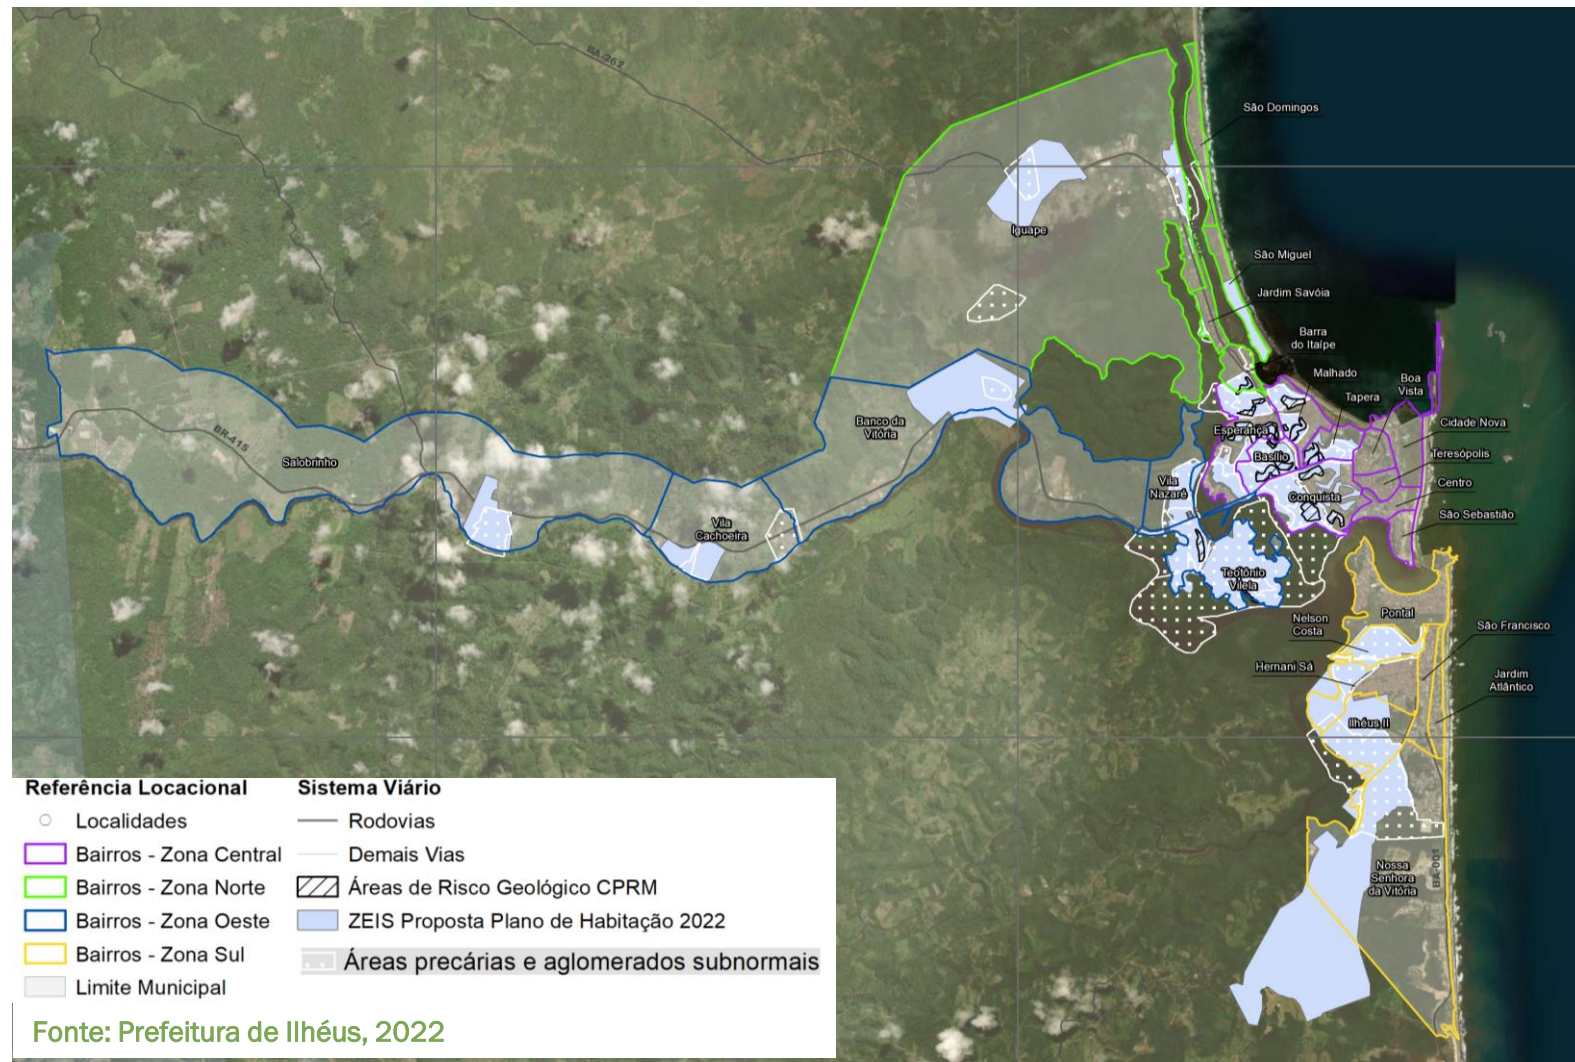 BA-262
São Domingos
Iguape
São Miguel
Jardim Savóia
Barra
do Itaípe
Malhado
Boa
Vista
Tapera
Banco da
Vitória
Esperança
Cidade Nova
BR-415
Salobrinho
Basílio
Teresópolis
Vila
Nazaré
Centro
Conquista
São Sebastião
Vila
Cachoeira
Teotônio
Vilela
Pontal
Nelson
Costa
São Francisco
Hernani Sá
Jardim
Atlântico
Ilhéus II
Nossa
Senhora
da Vitória
BA-001
Referência Locacional
Localidades
Bairros - Zona Central
Bairros - Zona Norte
Bairros - Zona Oeste
Bairros - Zona Sul
Limite Municipal
Sistema Viário
Rodovias
Demais Vias
Áreas de Risco Geológico CPRM
ZEIS Proposta Plano de Habitação 2022
Áreas precárias e aglomerados subnormais
Fonte: Prefeitura de Ilhéus, 2022